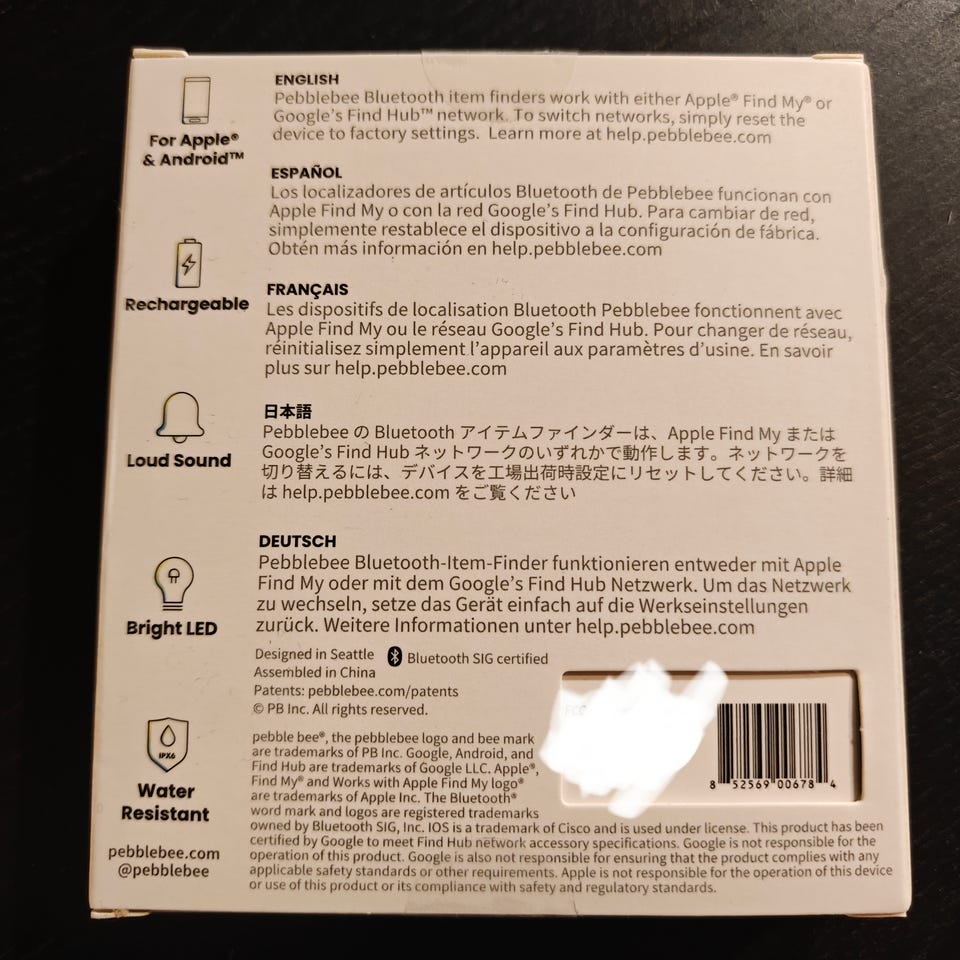 For Apple®
& Android™
Rechargeable
Loud Sound
Bright LED
IPX6
Water
Resistant
pebblebee.com
@pebblebee
ENGLISH
Pebblebee Bluetooth item finders work with either Apple® Find My® or
Google's Find Hub™ network. To switch networks, simply reset the
device to factory settings. Learn more at help.pebblebee.com
ESPAÑOL
Los localizadores de artículos Bluetooth de Pebblebee funcionan con
Apple Find My o con la red Google's Find Hub. Para cambiar de red,
simplemente restablece el dispositivo a la configuración de fábrica.
Obtén más información en help.pebblebee.com
FRANÇAIS
Les dispositifs de localisation Bluetooth Pebblebee fonctionnent avec
Apple Find My ou le réseau Google's Find Hub. Pour changer de réseau,
réinitialisez simplement l'appareil aux paramètres d'usine. En savoir
plus sur help.pebblebee.com
日本語
Pebblebee の Bluetooth アイテムファインダーは、Apple Find My または
Google's Find Hub ネットワークのいずれかで動作します。ネットワークを
切り替えるには、デバイスを工場出荷時設定にリセットしてください。詳細
は help.pebblebee.com をご覧ください
DEUTSCH
Pebblebee Bluetooth-Item-Finder funktionieren entweder mit Apple
Find My oder mit dem Google's Find Hub Netzwerk. Um das Netzwerk
zu wechseln, setze das Gerät einfach auf die Werkseinstellungen
zurück. Weitere Informationen unter help.pebblebee.com
Designed in Seattle
Bluetooth SIG certified
Assembled in China
Patents: pebblebee.com/patents
© PB Inc. All rights reserved.
FCC
8 52569 00678 4
pebble bee®, the pebblebee logo and bee mark
are trademarks of PB Inc. Google, Android, and
Find Hub are trademarks of Google LLC. Apple®,
Find My® and Works with Apple Find My logo®
are trademarks of Apple Inc. The Bluetooth®
word mark and logos are registered trademarks
owned by Bluetooth SIG, Inc. IOS is a trademark of Cisco and is used under license. This product has been
certified by Google to meet Find Hub network accessory specifications. Google is not responsible for the
operation of this product. Google is also not responsible for ensuring that the product complies with any
applicable safety standards or other requirements. Apple is not responsible for the operation of this device
or use of this product or its compliance with safety and regulatory standards.